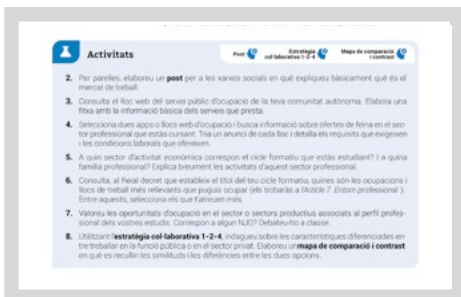 Activitats
Post
Estratègia
col·laborativa 1-2-4
Mapa de comparació
i contrast
2. Per parelles, elaboreu un post per a les xarxes socials en què expliqueu bàsicament què és el
mercat de treball.
3. Consulta el lloc web del servei públic d'ocupació de la teva comunitat autònoma. Elabora una
fitxa amb la informació bàsica dels serveis que presta.
4. Selecciona dues apps o llocs web d'ocupació i busca informació sobre ofertes de feina en el sec-
tor professional que estàs cursant. Tria un anunci de cada lloc i detalla els requisits que exigeixen
i les condicions laborals que ofereixen.
5. A quin sector d'activitat econòmica correspon el cicle formatiu que estàs estudiant? I a quina
família professional? Explica breument les activitats d'aquest sector professional.
6. Consulta, al Reial decret que estableix el títol del teu cicle formatiu, quines són les ocupacions i
llocs de treball més rellevants que puguis ocupar (els trobaràs a l'Article 7. Entorn professional ).
Entre aquests, selecciona els que t'atreuen més.
7. Valoreu les oportunitats d'ocupació en el sector o sectors productius associats al perfil profes-
sional dels vostres estudis. Correspon a algun NJO? Debateu-ho a classe.
8. Utilitzant l'estratègia col·laborativa 1-2-4, indagueu sobre les característiques diferenciades en-
tre treballar en la funció pública o en el sector privat. Elaboreu un mapa de comparació i contrast
en què es recullin les similituds i les diferències entre les dues opcions.